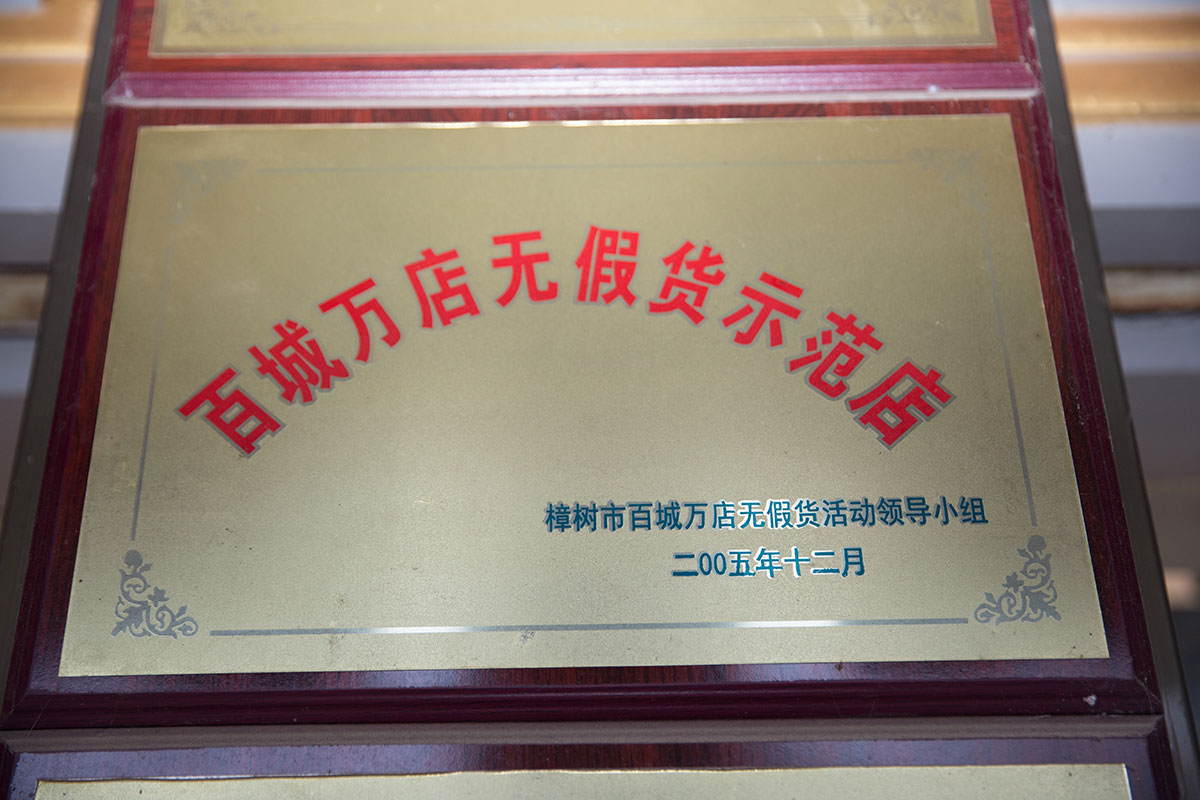 百城万店无假货示范店
樟树市百城万店无假货活动领导小组
二00五年十二月